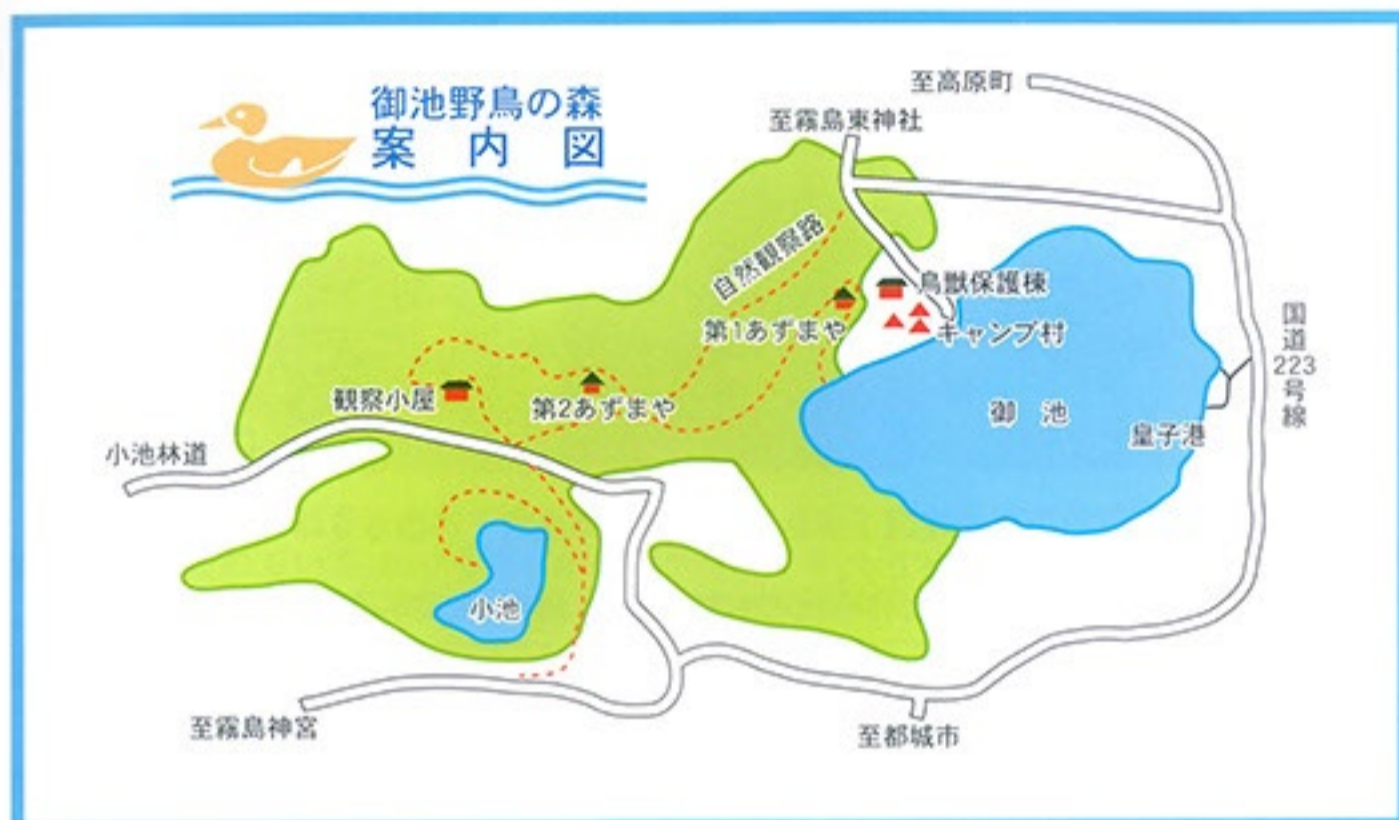 御池野鳥の森
案内図
至高原町
至霧島東神社
自然観察路
鳥獣保護棟
第1あずまや
キャンプ村
国道223号線
観察小屋
第2あずまや
御池
皇子港
小池林道
小池
至霧島神宮
至都城市